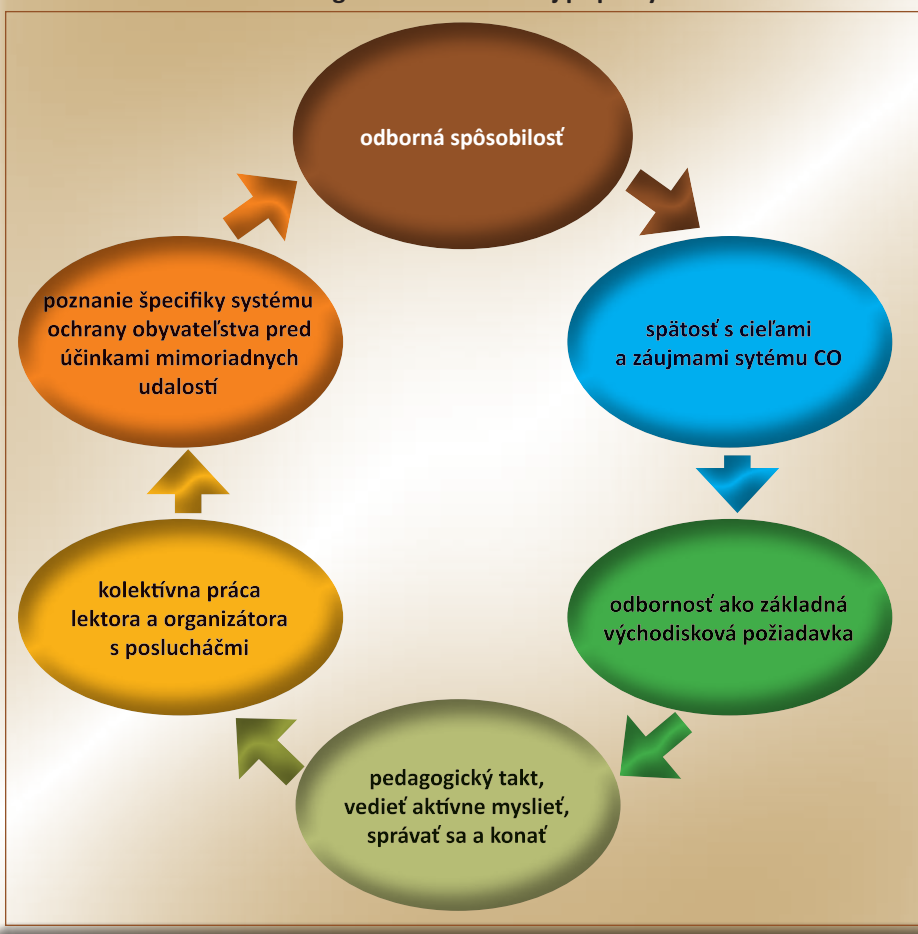 odborná spôsobilosť
spätosť s cieľami
a záujmami sytému CO
odbornosť ako základná
východisková požiadavka
pedagogický takt,
vedieť aktívne myslieť,
správať sa a konať
kolektívna práca
lektora a organizátora
s poslucháčmi
poznanie špecifiky systému
ochrany obyvateľstva pred
účinkami mimoriadnych
udalostí